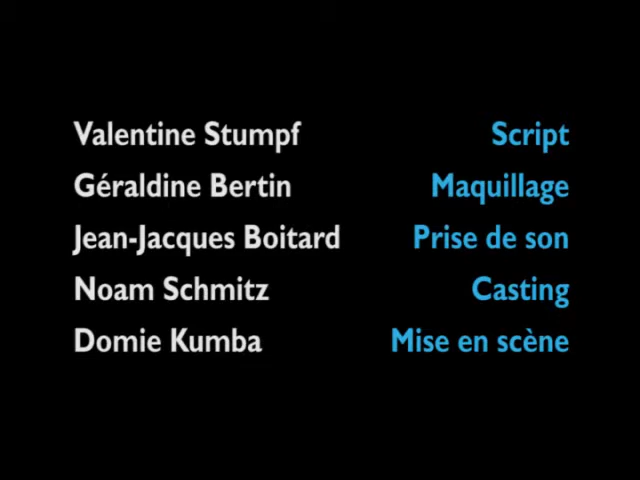 Valentine Stumpf Script
Géraldine Bertin Maquillage
Jean-Jacques Boitard Prise de son
Noam Schmitz Casting
Domie Kumba Mise en scène